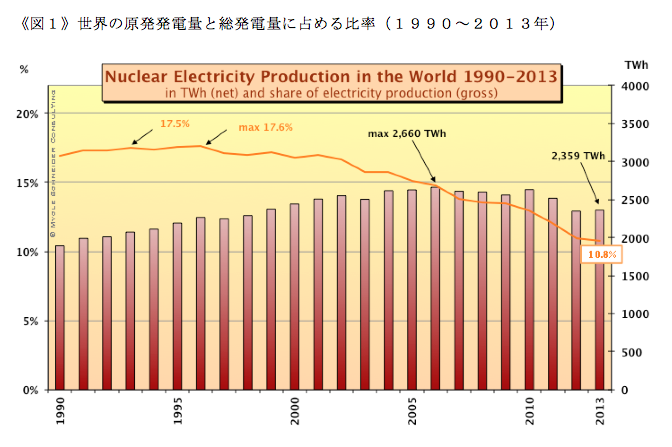 《図１》世界の原発発電量と総発電量に占める比率（１９９０～２０１３年）
%
TWh
Nuclear Electricity Production in the World 1990-2013
in TWh (net) and share of electricity production (gross)
© Mycle Schneider Consulting
20%
15%
10%
5%
0%
4000
3500
3000
2500
2000
1500
1000
500
0
17.5%
max 17.6%
max 2,660 TWh
2,359 TWh
10.8%
1990
1995
2000
2005
2010
2013